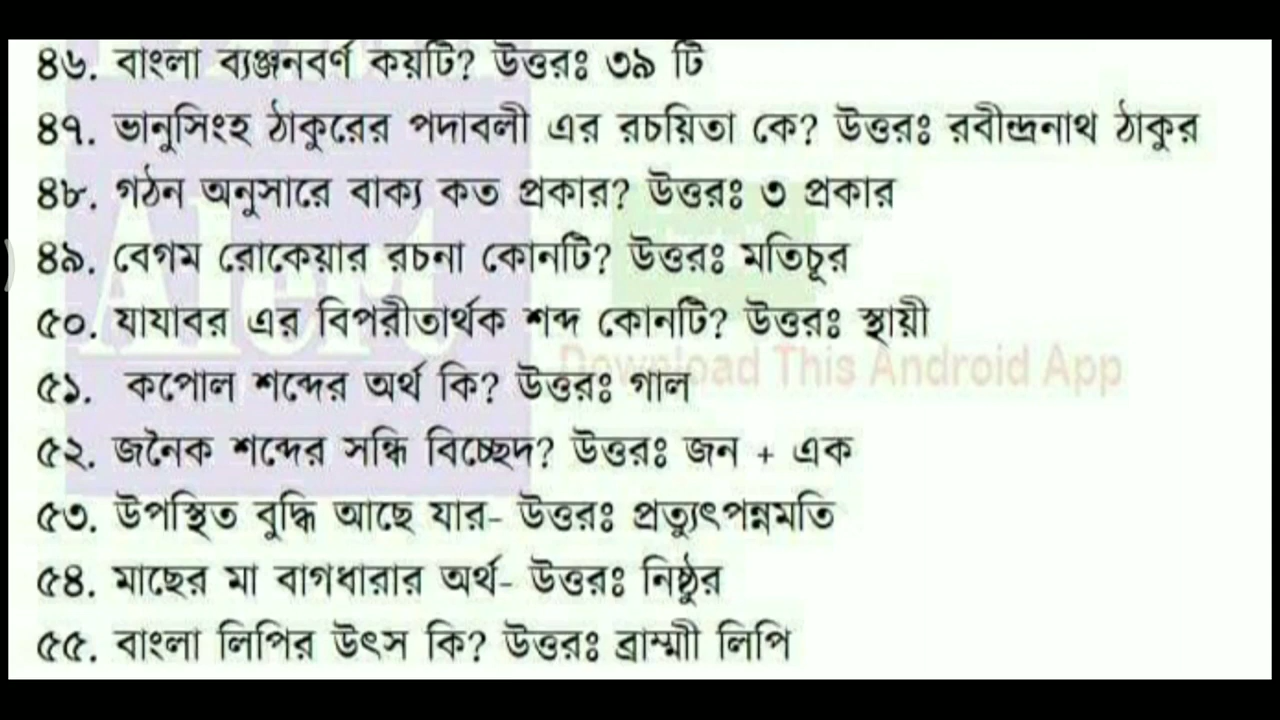 ৪৬. বাংলা ব্যঞ্জনবর্ণ কয়টি? উত্তরঃ ৩৯ টি
৪৭. ভানুসিংহ ঠাকুরের পদাবলী এর রচয়িতা কে? উত্তরঃ রবীন্দ্রনাথ ঠাকুর
৪৮. গঠন অনুসারে বাক্য কত প্রকার? উত্তরঃ ৩ প্রকার
৪৯. বেগম রোকেয়ার রচনা কোনটি? উত্তরঃ মতিচূর
৫০. যাযাবর এর বিপরীতার্থক শব্দ কোনটি? উত্তরঃ স্থায়ী
Alert
Download This Android App
৫১. কপোল শব্দের অর্থ কি? উত্তরঃ গাল
৫২. জনৈক শব্দের সন্ধি বিচ্ছেদ? উত্তরঃ জন + এক
৫৩. উপস্থিত বুদ্ধি আছে যার- উত্তরঃ প্রত্যুৎপন্নমতি
৫৪. মাছের মা বাগধারার অর্থ- উত্তরঃ নিষ্ঠুর
৫৫. বাংলা লিপির উৎস কি? উত্তরঃ ব্রাম্মী লিপি